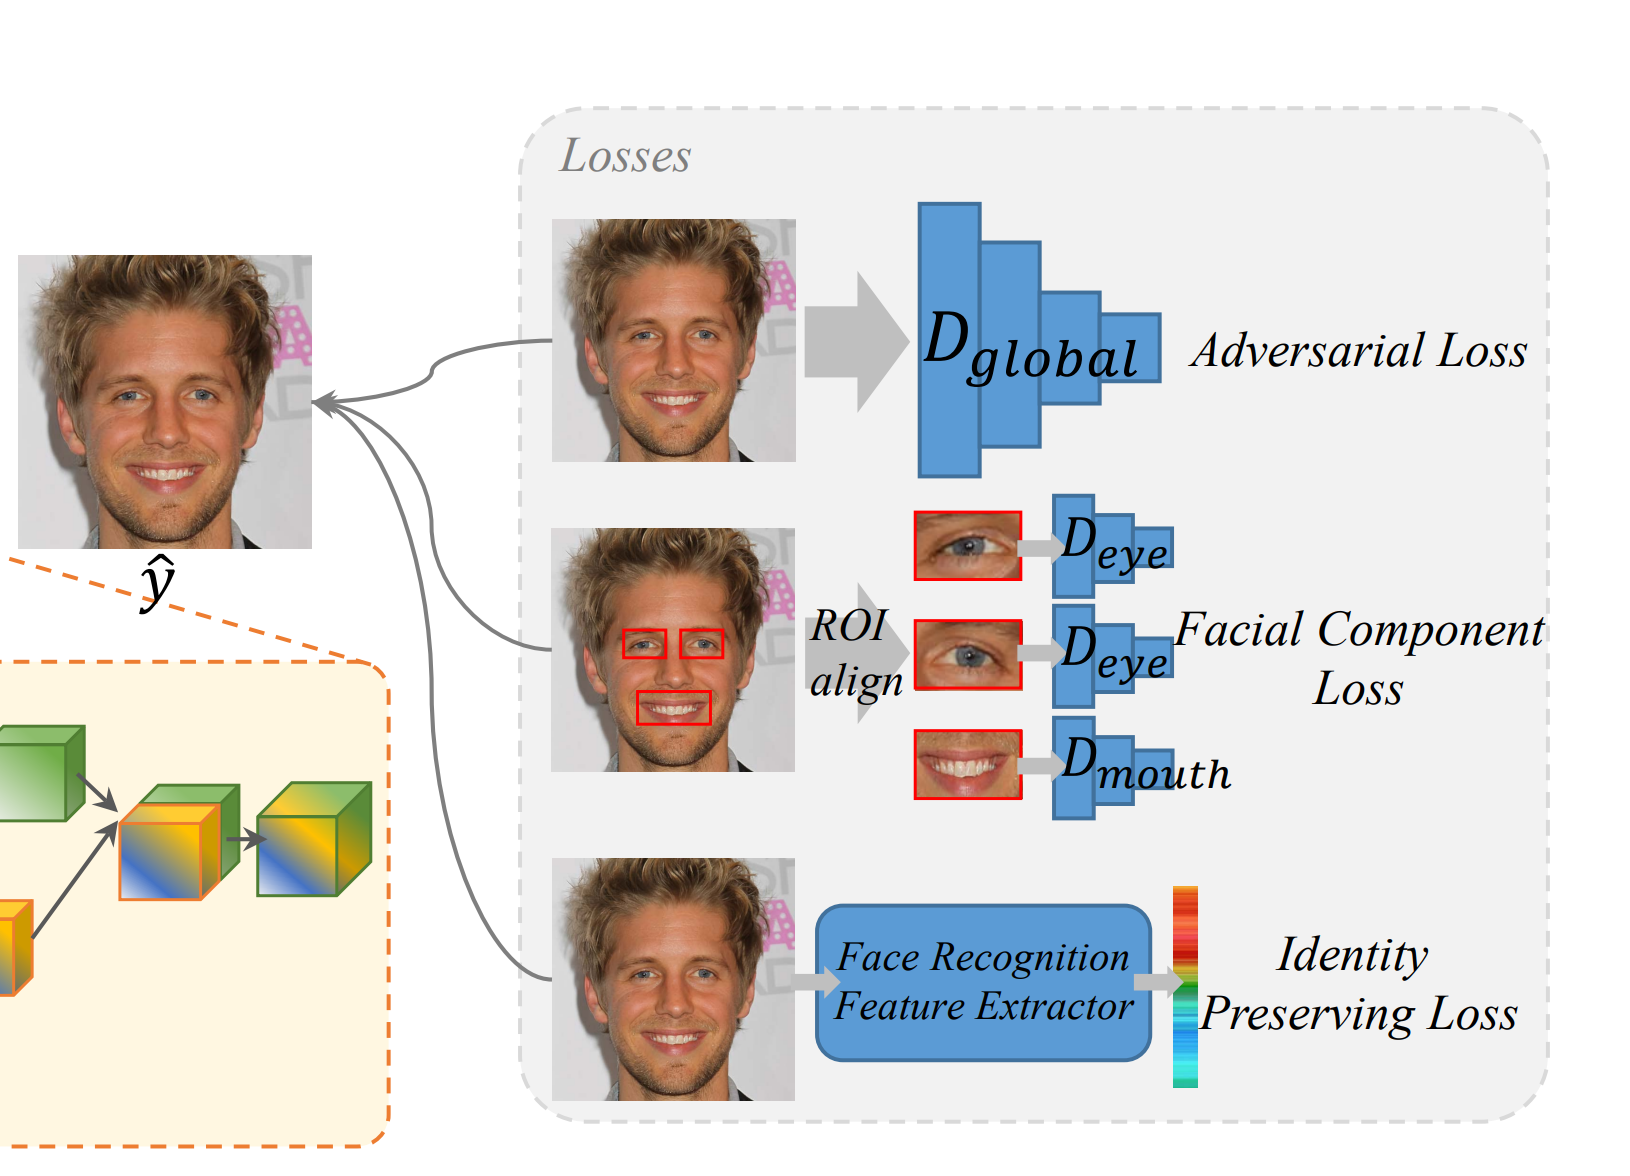 Losses
D_global
Adversarial Loss
ŷ
D_eye
ROI
align
D_eye
Facial Component
Loss
D_mouth
Face Recognition
Feature Extractor
Identity
Preserving Loss